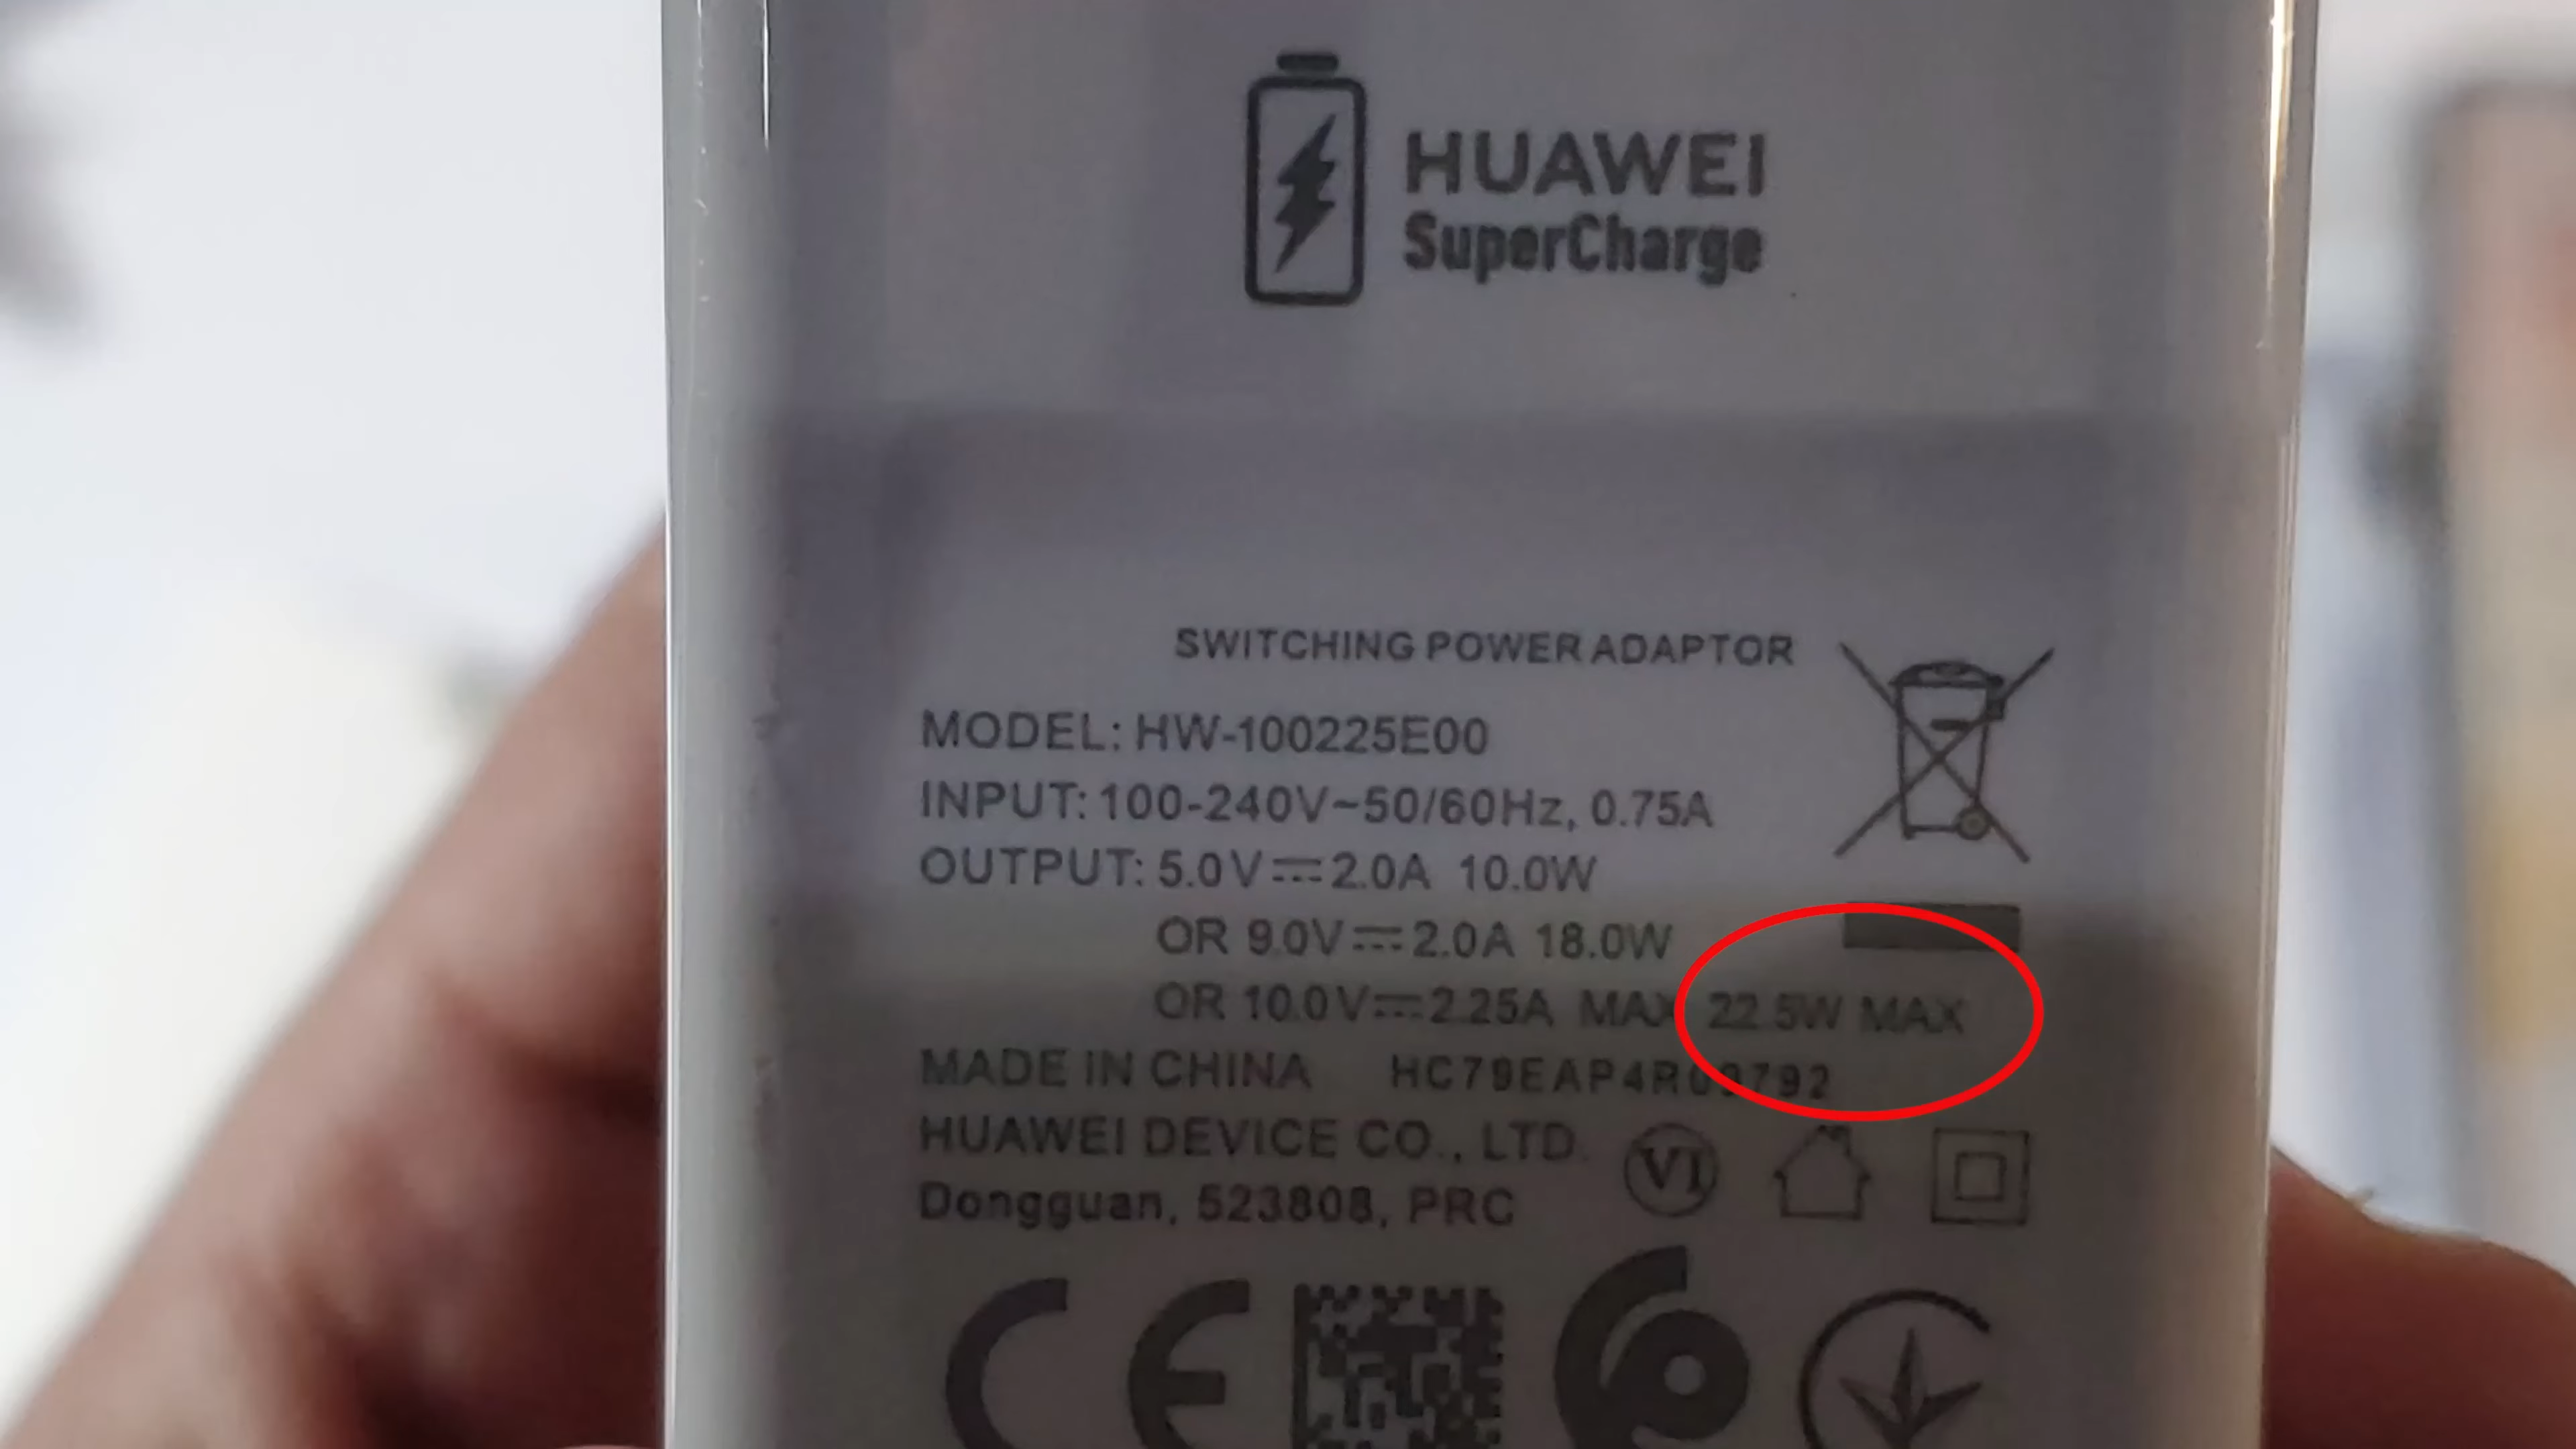 HUAWEI
SuperCharge
SWITCHING POWER ADAPTOR
MODEL: HW-100225E00
INPUT: 100-240V~50/60Hz, 0.75A
OUTPUT: 5.0V⎓2.0A 10.0W
OR 9.0V⎓2.0A 18.0W
OR 10.0V⎓2.25A MAX 22.5W MAX
MADE IN CHINA HC79EAP4R09792
HUAWEI DEVICE CO., LTD.
Dongguan, 523808, PRC
VI
CE